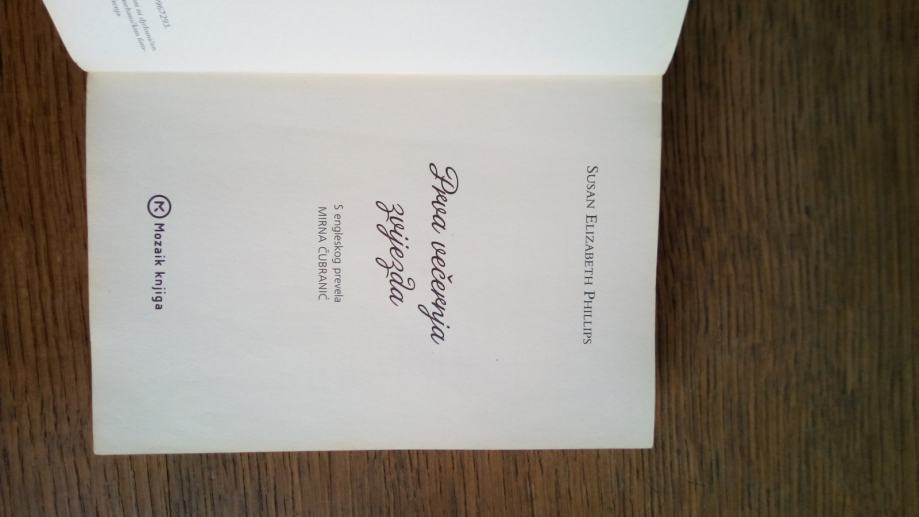 SUSAN ELIZABETH PHILLIPS
Prva večernja
zvijezda
S engleskog prevela
MIRNA ČUBRANIĆ
Mozaik knjiga